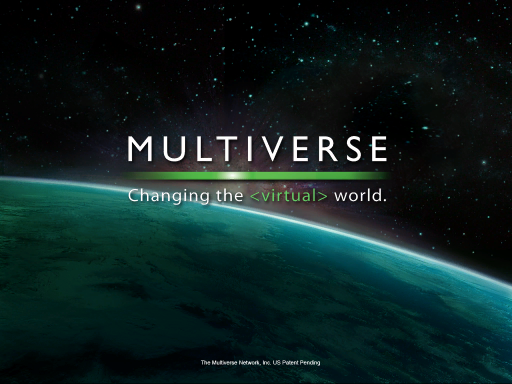 MULTIVERSE
Changing the <virtual> world.
The Multiverse Network, Inc. US Patent Pending